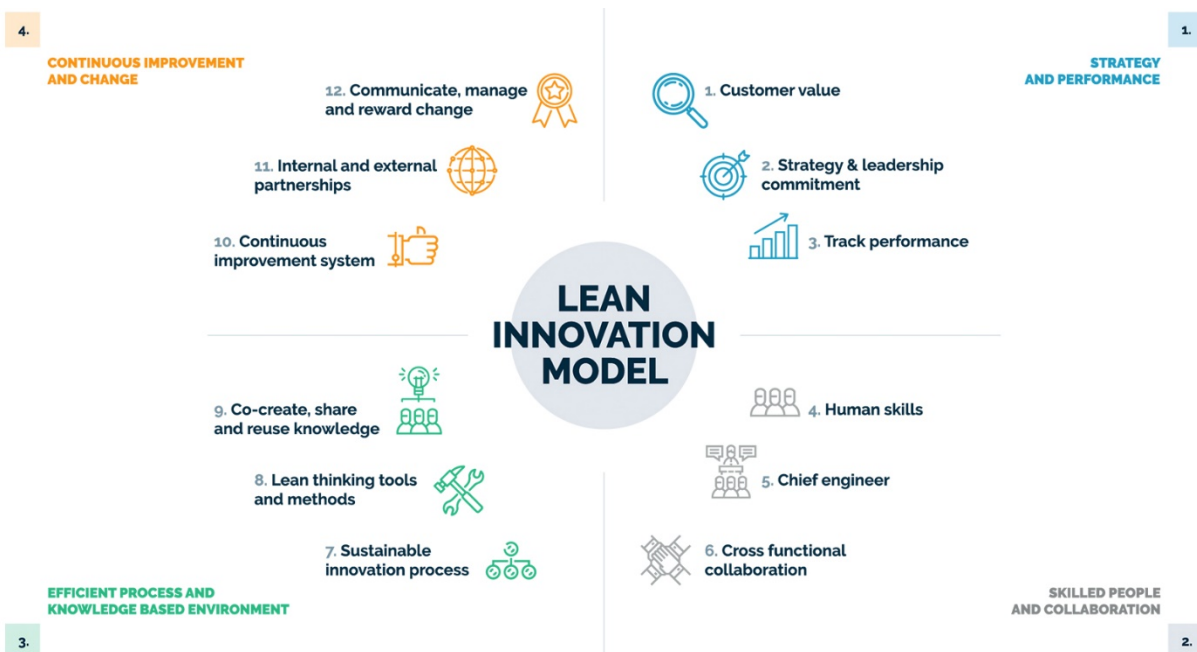 4.
CONTINUOUS IMPROVEMENT
AND CHANGE
12. Communicate, manage
and reward change
11. Internal and external
partnerships
10. Continuous
improvement system
1.
STRATEGY
AND PERFORMANCE
1. Customer value
2. Strategy & leadership
commitment
3. Track performance
LEAN
INNOVATION
MODEL
9. Co-create, share
and reuse knowledge
8. Lean thinking tools
and methods
7. Sustainable
innovation process
EFFICIENT PROCESS AND
KNOWLEDGE BASED ENVIRONMENT
3.
4. Human skills
5. Chief engineer
6. Cross functional
collaboration
SKILLED PEOPLE
AND COLLABORATION
2.